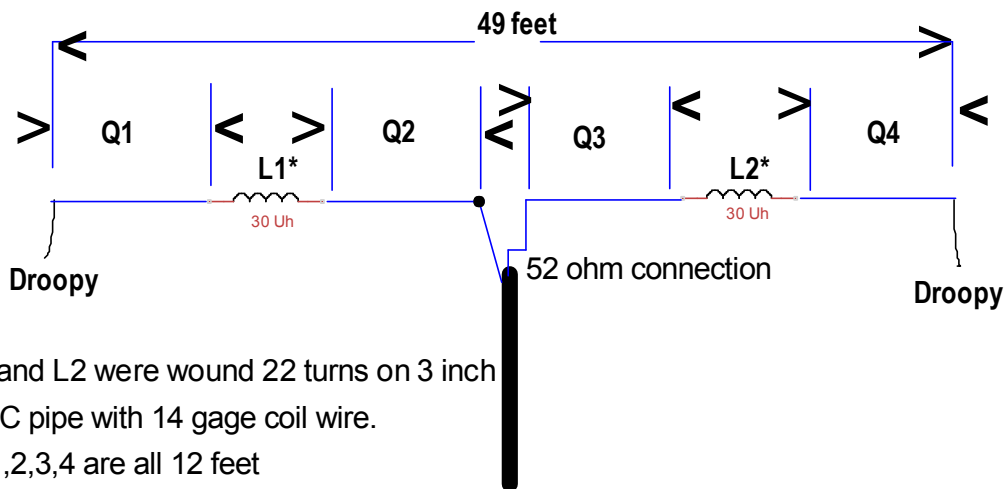 49 feet
Q1
Q2
Q3
Q4
L1*
L2*
30 Uh
30 Uh
52 ohm connection
Droopy
Droopy
and L2 were wound 22 turns on 3 inch
C pipe with 14 gage coil wire.
,2,3,4 are all 12 feet